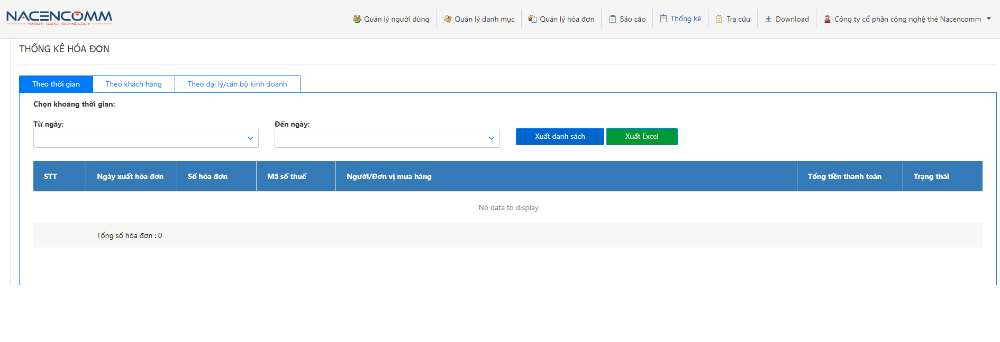 NACENCOMM
SMART CARD TECHNOLOGY
Quản lý người dùng
Quản lý danh mục
Quản lý hóa đơn
Báo cáo
Thống kê
Tra cứu
Download
Công ty cổ phần công nghệ thẻ Nacencomm
THỐNG KÊ HÓA ĐƠN
Theo thời gian
Theo khách hàng
Theo đại lý/cán bộ kinh doanh
Chọn khoảng thời gian:
Từ ngày:
Đến ngày:
Xuất danh sách
Xuất Excel
STT
Ngày xuất hóa đơn
Số hóa đơn
Mã số thuế
Người/Đơn vị mua hàng
Tổng tiền thanh toán
Trạng thái
No data to display
Tổng số hóa đơn : 0